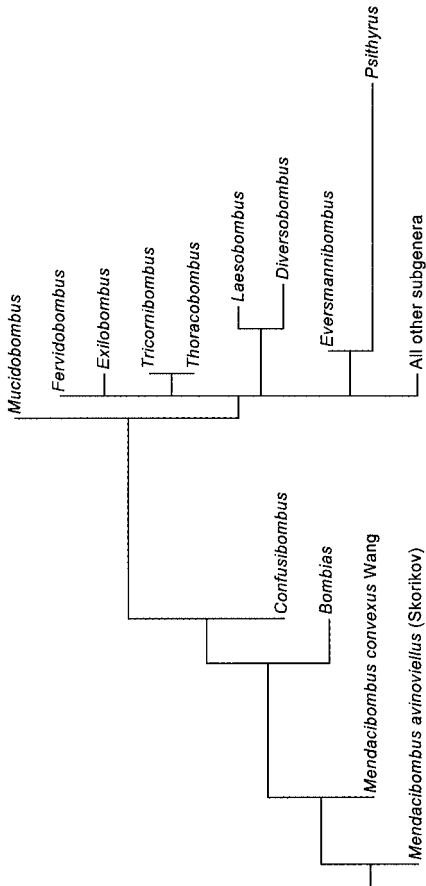 Mucidobombus
Fervidobombus
Exilobombus
Tricornibombus
Thoracobombus
Laesobombus
Diversobombus
Eversmannibombus
Psithyrus
All other subgenera
Confusibombus
Bombias
Mendacibombus convexus Wang
Mendacibombus avinoviellus (Skorikov)